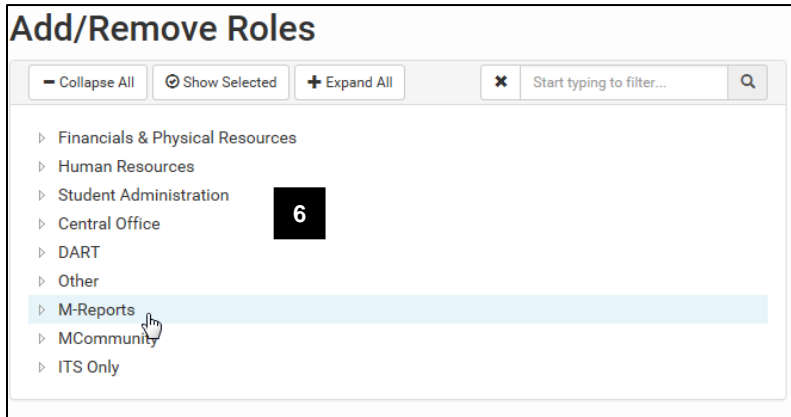 Add/Remove Roles
Collapse All Show Selected Expand All Start typing to filter...
Financials & Physical Resources
Human Resources
Student Administration
6
Central Office
DART
Other
M-Reports
MCommunity
ITS Only